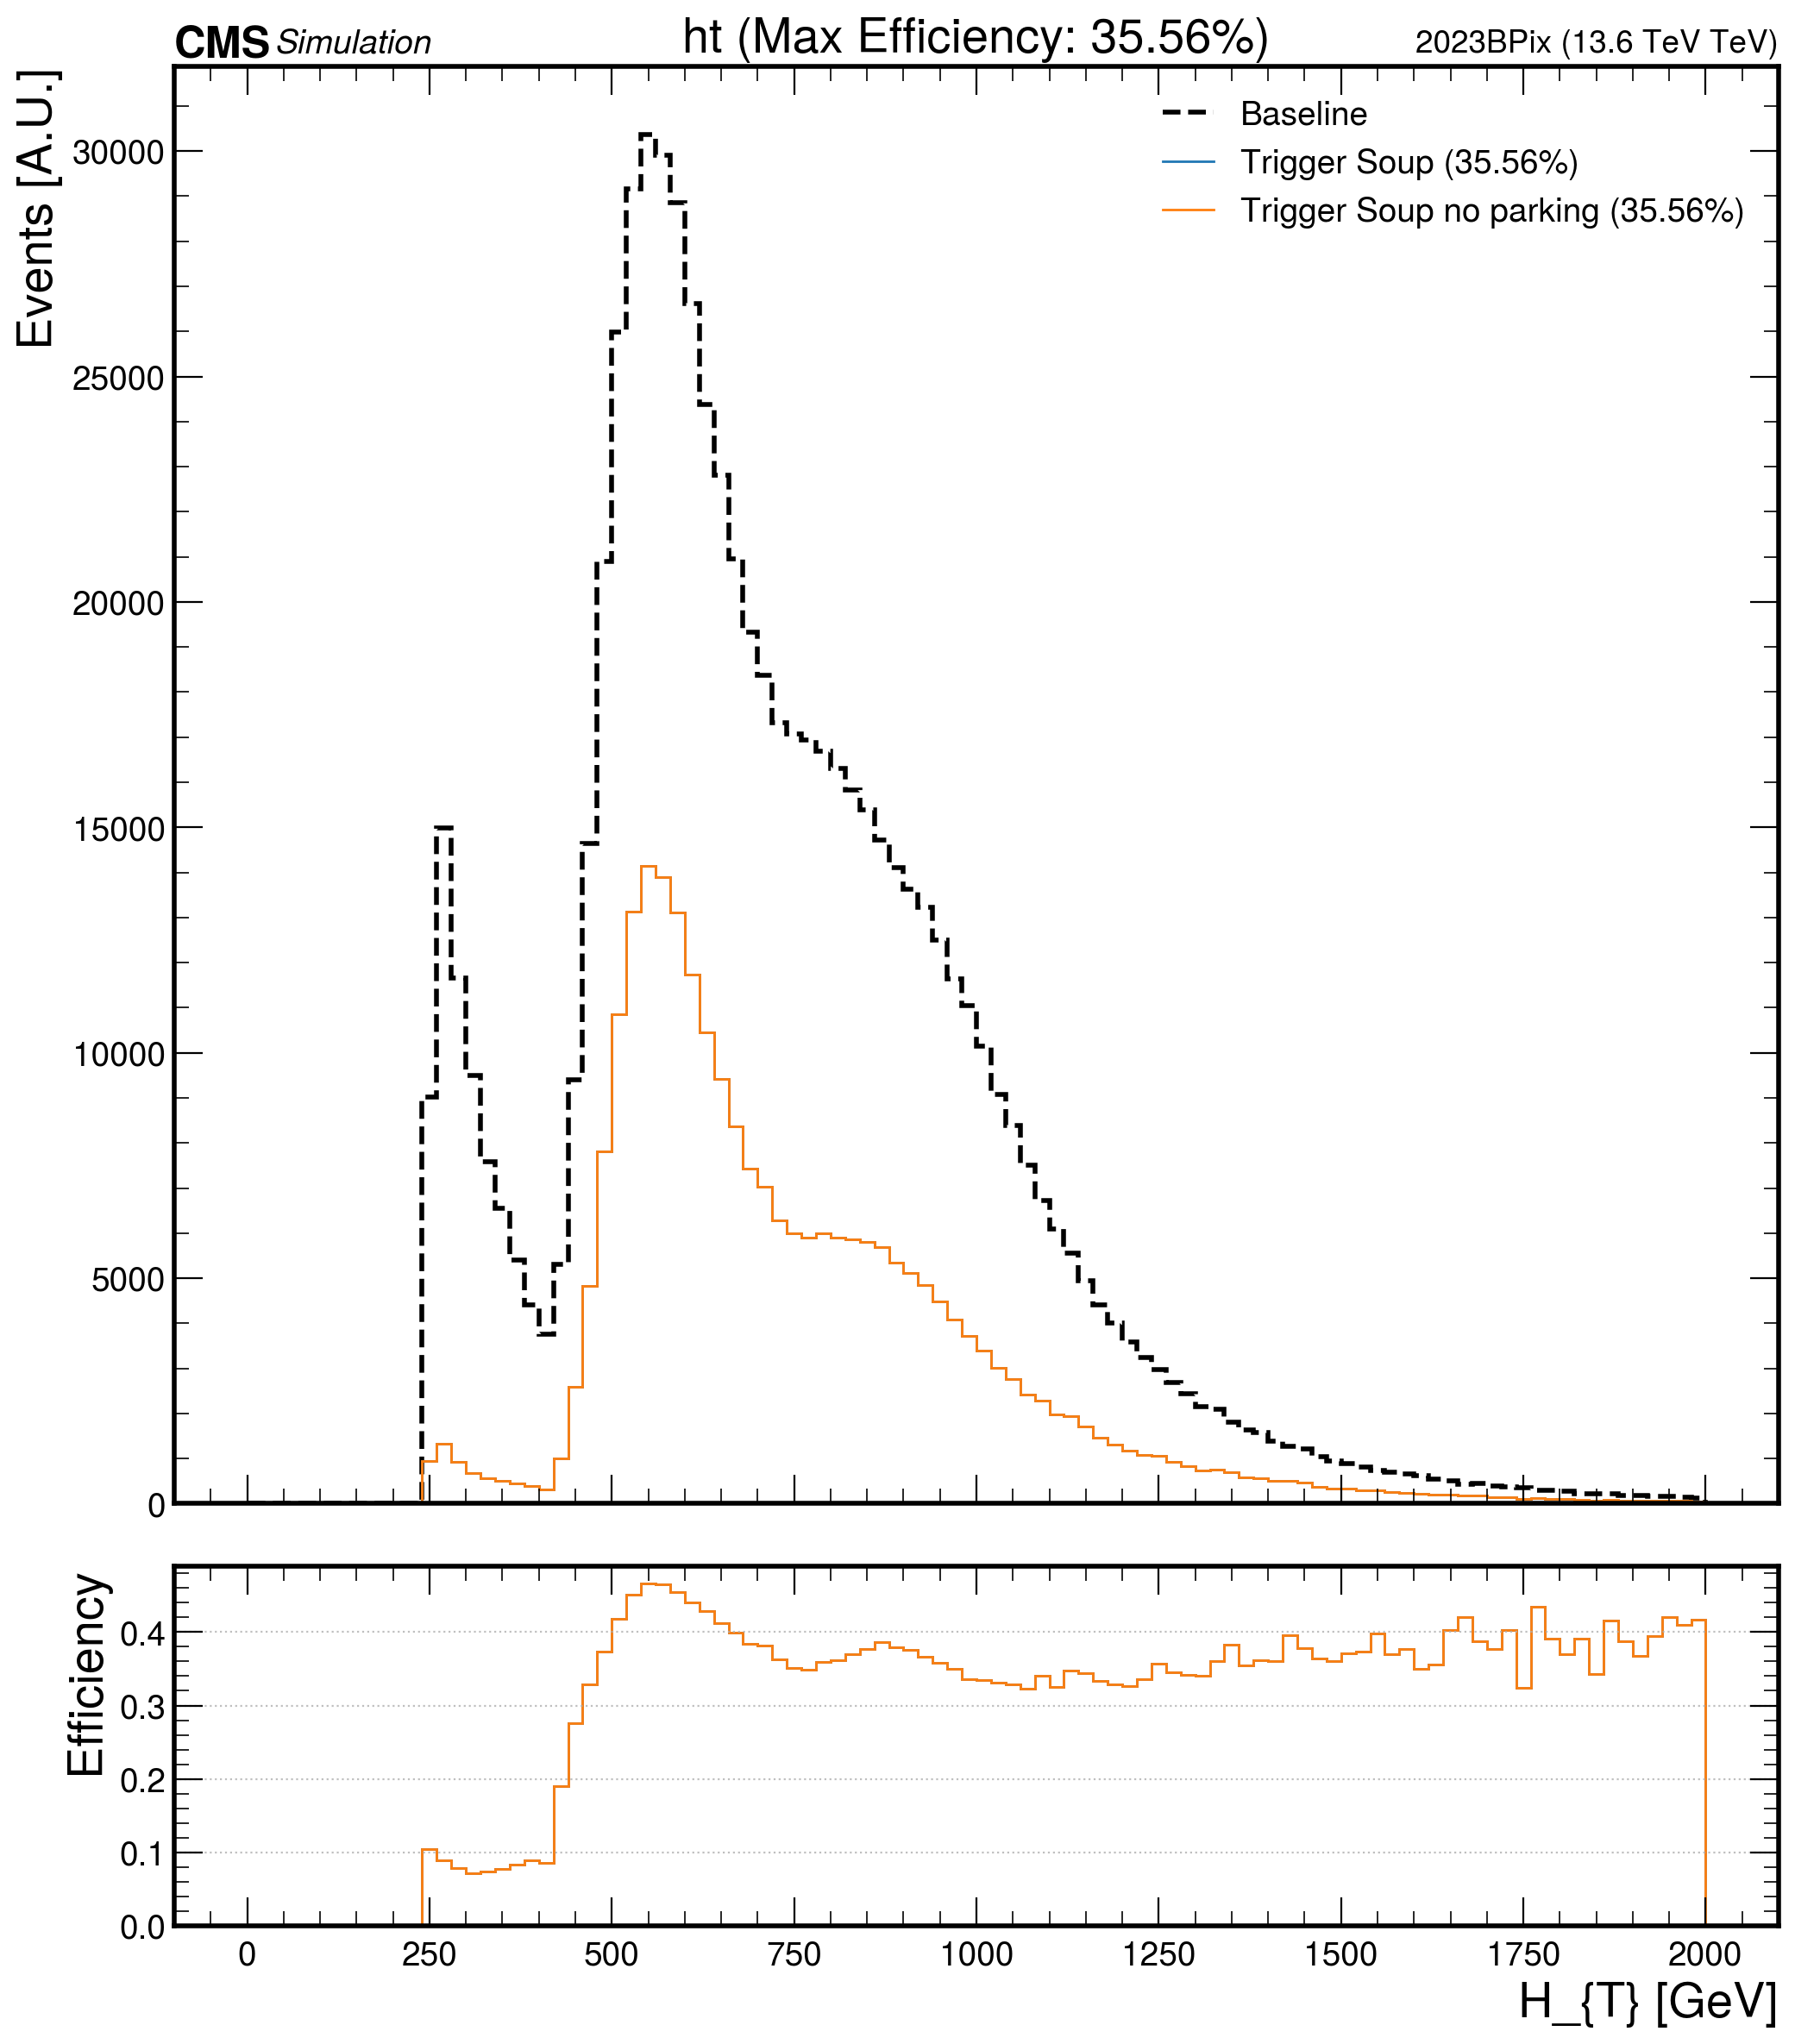 CMS Simulation ht (Max Efficiency: 35.56%) 2023BPix (13.6 TeV TeV)
Events [A.U.]
Baseline
Trigger Soup (35.56%)
Trigger Soup no parking (35.56%)
30000
25000
20000
15000
10000
5000
0
Efficiency
0.4
0.3
0.2
0.1
0.0
0 250 500 750 1000 1250 1500 1750 2000
H_{T} [GeV]